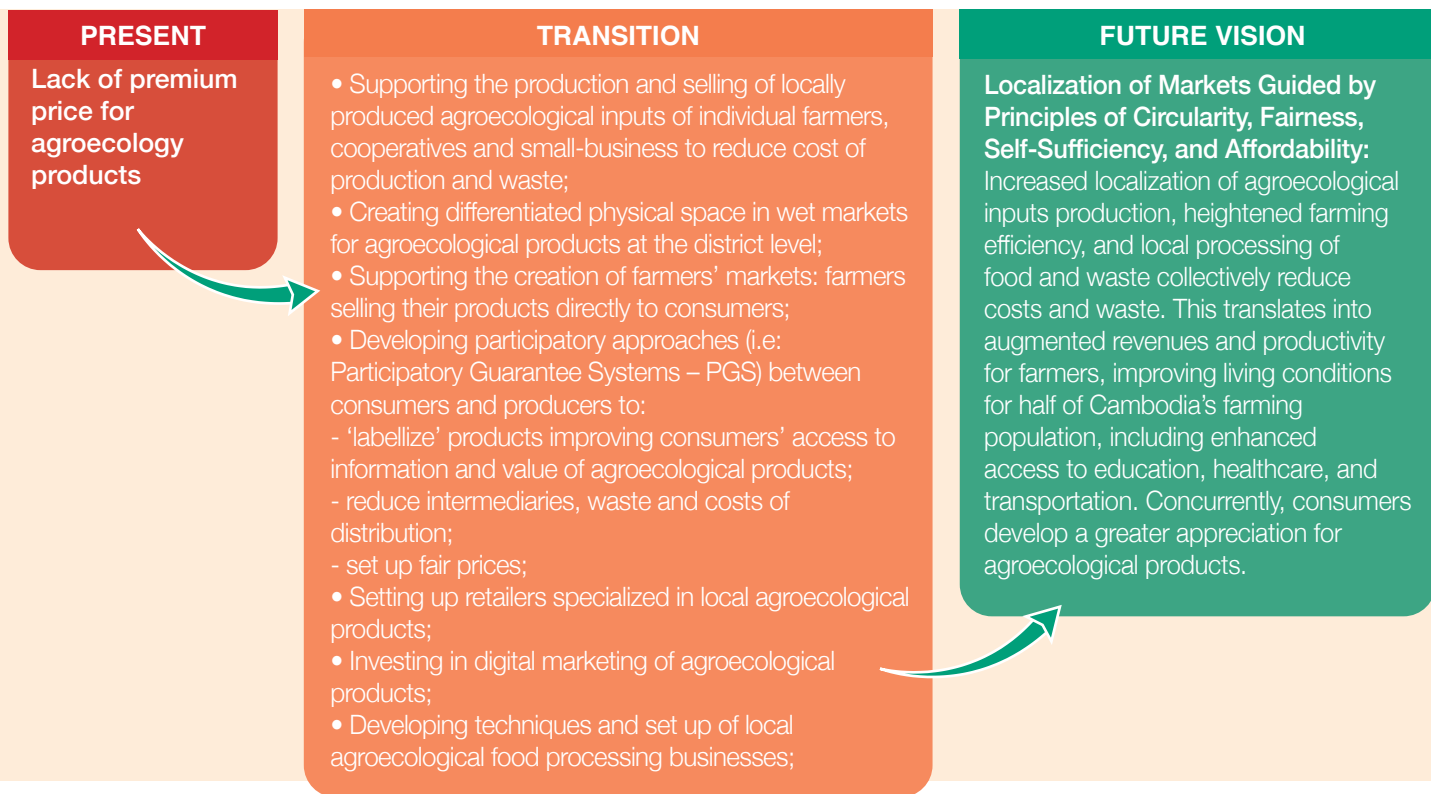 PRESENT
Lack of premium
price for
agroecology
products
TRANSITION
• Supporting the production and selling of locally
produced agroecological inputs of individual farmers,
cooperatives and small-business to reduce cost of
production and waste;
• Creating differentiated physical space in wet markets
for agroecological products at the district level;
• Supporting the creation of farmers’ markets: farmers
selling their products directly to consumers;
• Developing participatory approaches (i.e:
Participatory Guarantee Systems – PGS) between
consumers and producers to:
- ‘labellize’ products improving consumers’ access to
information and value of agroecological products;
- reduce intermediaries, waste and costs of
distribution;
- set up fair prices;
• Setting up retailers specialized in local agroecological
products;
• Investing in digital marketing of agroecological
products;
• Developing techniques and set up of local
agroecological food processing businesses;
FUTURE VISION
Localization of Markets Guided by
Principles of Circularity, Fairness,
Self-Sufficiency, and Affordability:
Increased localization of agroecological
inputs production, heightened farming
efficiency, and local processing of
food and waste collectively reduce
costs and waste. This translates into
augmented revenues and productivity
for farmers, improving living conditions
for half of Cambodia’s farming
population, including enhanced
access to education, healthcare, and
transportation. Concurrently, consumers
develop a greater appreciation for
agroecological products.